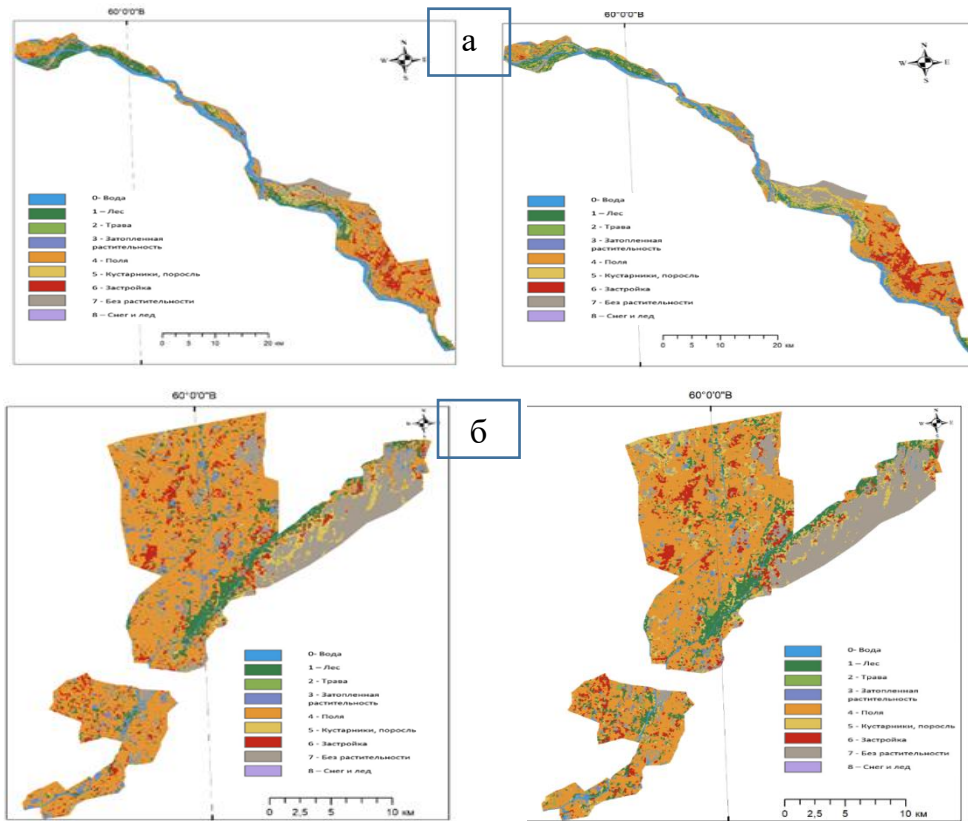 60°0'0"В
60°0'0"В
а
N
W
E
S
N
W
E
S
0- Вода
1 – Лес
2 - Трава
3 - Затопленная
растительность
4 - Поля
5 - Кустарники, поросль
6 - Застройка
7 - Без растительности
8 – Снег и лед
0 5 10 20 км
0- Вода
1 – Лес
2 - Трава
3 - Затопленная
растительность
4 - Поля
5 - Кустарники, поросль
6 - Застройка
7 - Без растительности
8 – Снег и лед
0 5 10 20 км
60°0'0"В
60°0'0"В
б
0- Вода
1 – Лес
2 - Трава
3 - Затопленная
растительность
4 - Поля
5 - Кустарники, поросль
6 - Застройка
7 - Без растительности
8 – Снег и лед
0 2,5 5 10 км
0- Вода
1 – Лес
2 - Трава
3 - Затопленная
растительность
4 - Поля
5 - Кустарники, поросль
6 - Застройка
7 - Без растительности
8 – Снег и лед
0 2,5 5 10 км